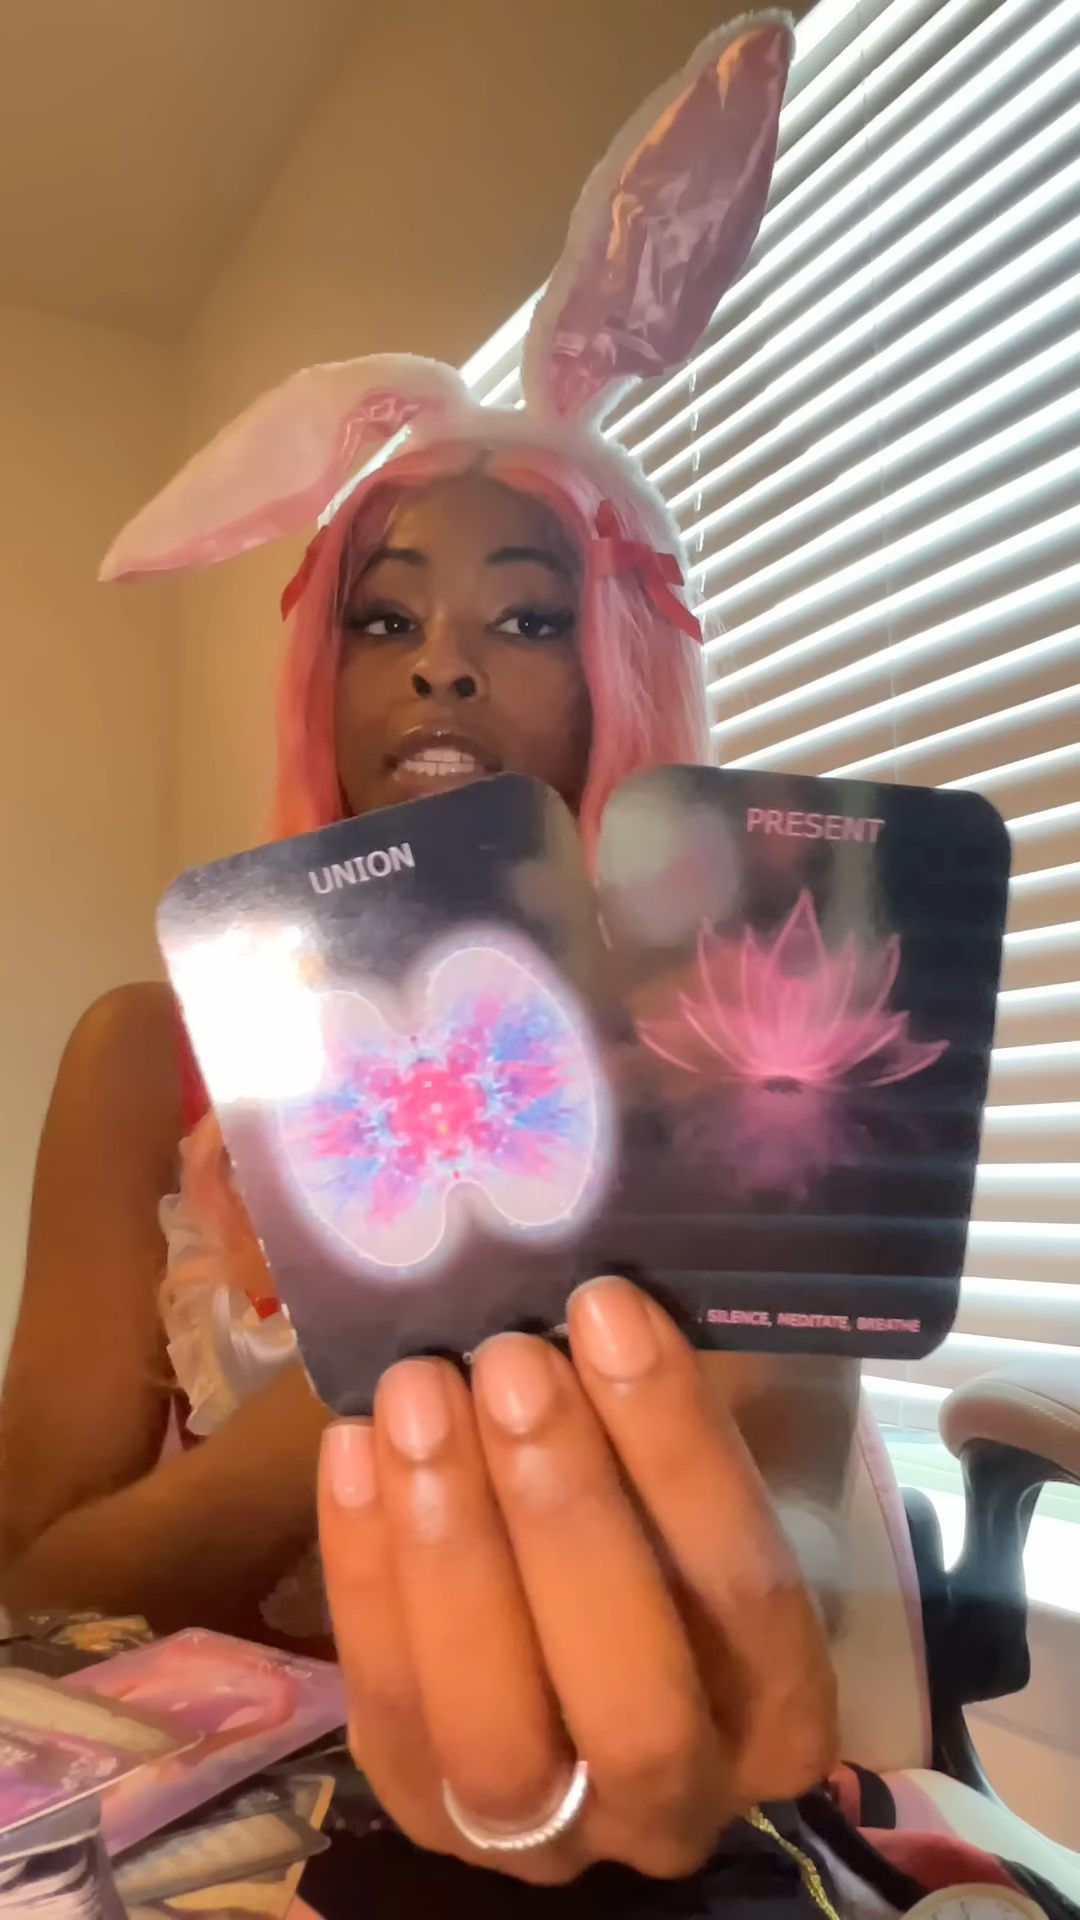 UNION
PRESENT
, SILENCE, MEDITATE, BREATHE